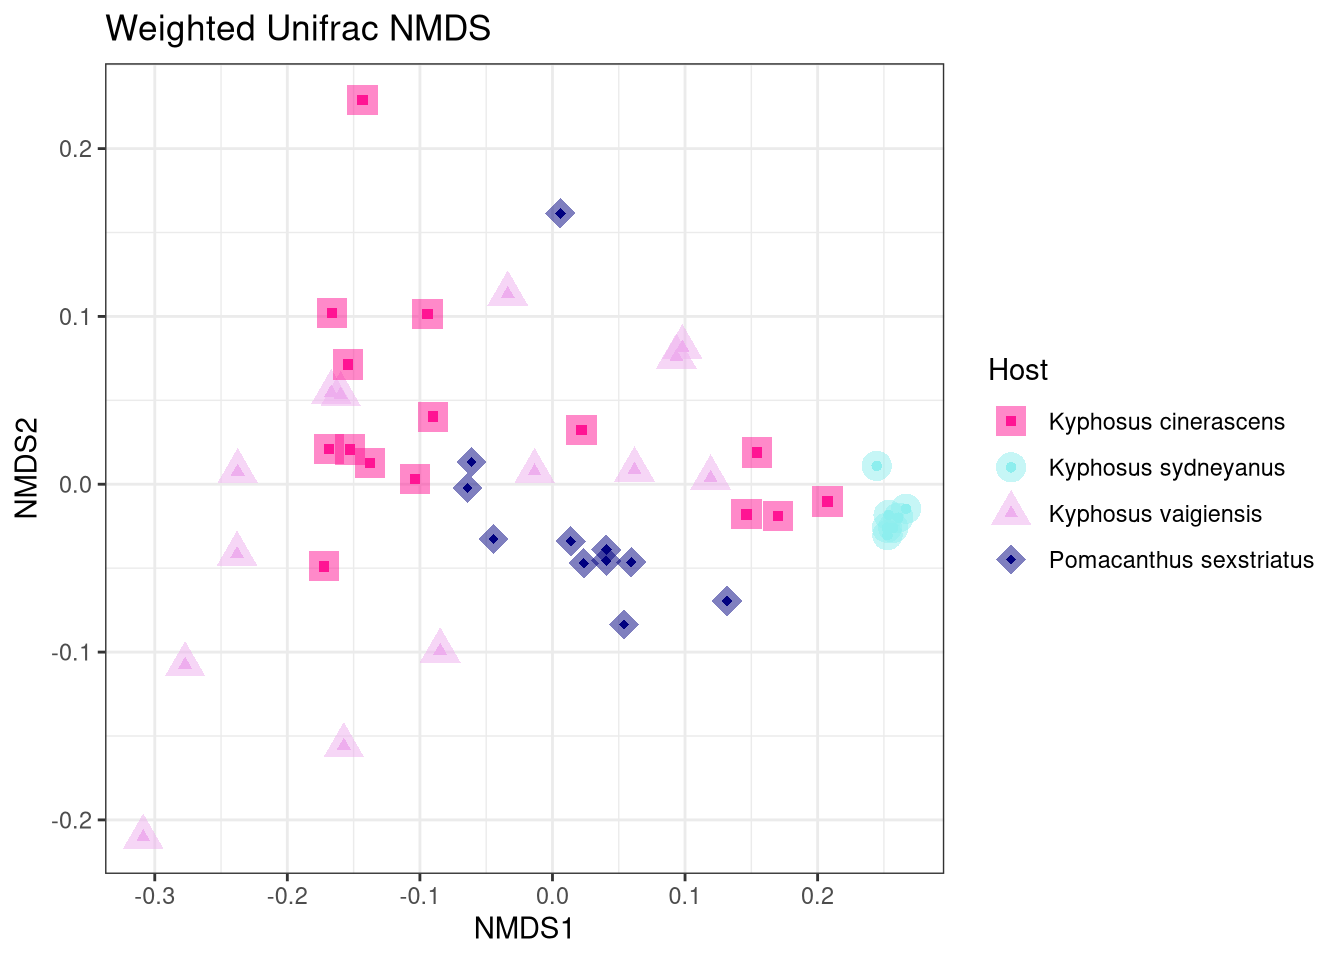 Weighted Unifrac NMDS
NMDS2
0.2
0.1
0.0
-0.1
-0.2
-0.3
-0.2
-0.1
0.0
0.1
0.2
NMDS1
Host
Kyphosus cinerascens
Kyphosus sydneyanus
Kyphosus vaigiensis
Pomacanthus sexstriatus